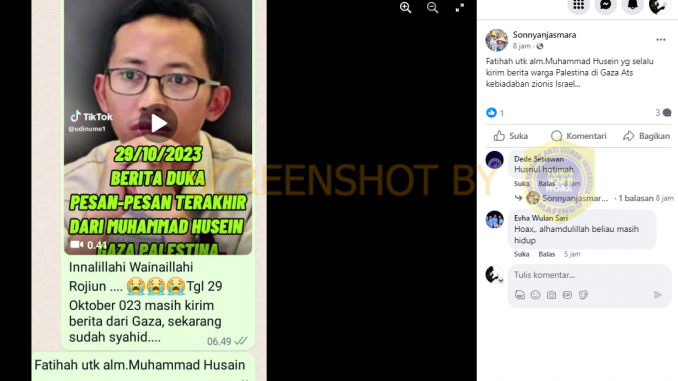 TikTok
@udinume1
29/10/2023
BERITA DUKA
PESAN-PESAN TERAKHIR
DARI MUHAMMAD HUSEIN
GAZA PALESTINA
0.41
Innalillahi Wainaillahi
Rojiun .... 😭😭😭Tgl 29
Oktober 023 masih kirim
berita dari Gaza, sekarang
sudah syahid....
06.49
Fatihah utk alm.Muhammad Husain
SCREENSHOT BY
HOAX
Sonnyanjasmara
8 jam ·
Fatihah utk alm.Muhammad Husein yg selalu
kirim berita warga Palestina di Gaza Ats
kebiadaban zionis Israel...
1
3
Suka
Komentari
Bagikan
Dede Setiawan
Husnul hotimah
Suka Balas 8 jam
Sonnyanjasmar... · 1 balasan 8 jam
Evha Wulan Sari
Hoax,, alhamdulillah beliau masih
hidup
Suka Balas 5 jam
Tulis komentar...